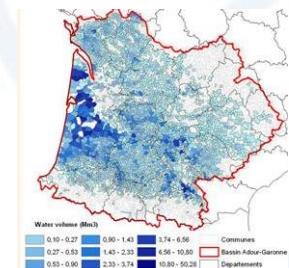 Water volume (Mm3)
0,10 - 0,27 0,90 - 1,43 3,74 - 6,56 Communes
0,27 - 0,53 1,43 - 2,33 6,56 - 10,80 Bassin Adour-Garonne
0,53 - 0,90 2,33 - 3,74 10,80 - 50,28 Departements